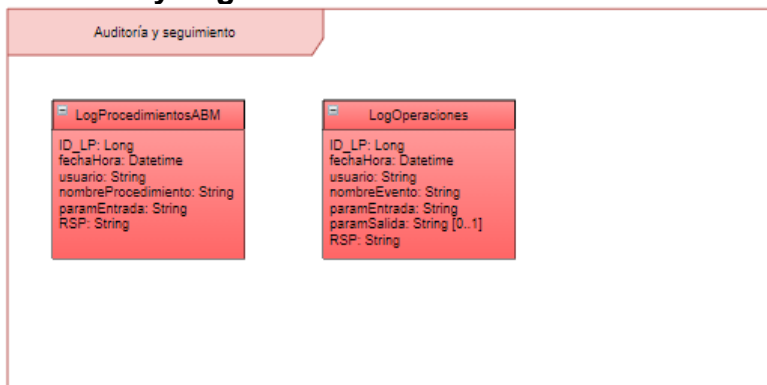 Auditoría y seguimiento
LogProcedimientosABM
ID_LP: Long
fechaHora: Datetime
usuario: String
nombreProcedimiento: String
paramEntrada: String
RSP: String
LogOperaciones
ID_LP: Long
fechaHora: Datetime
usuario: String
nombreEvento: String
paramEntrada: String
paramSalida: String [0..1]
RSP: String